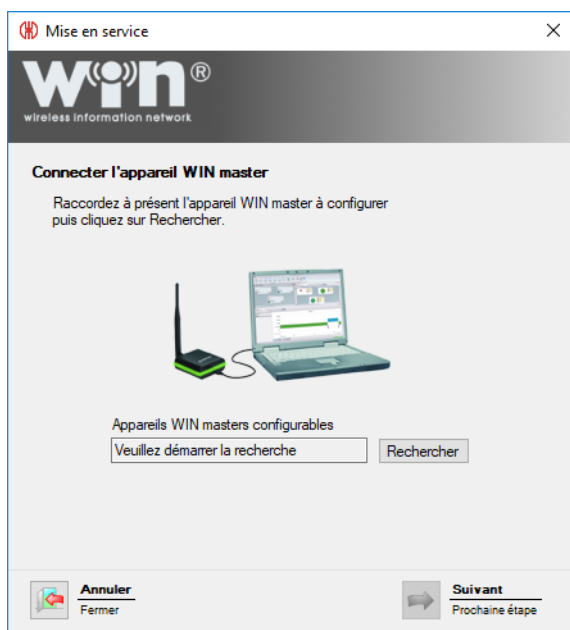 Mise en service
WIN®
wireless information network
Connecter l'appareil WIN master
Raccordez à présent l'appareil WIN master à configurer
puis cliquez sur Rechercher.
Appareils WIN masters configurables
Veuillez démarrer la recherche
Rechercher
Annuler
Fermer
Suivant
Prochaine étape